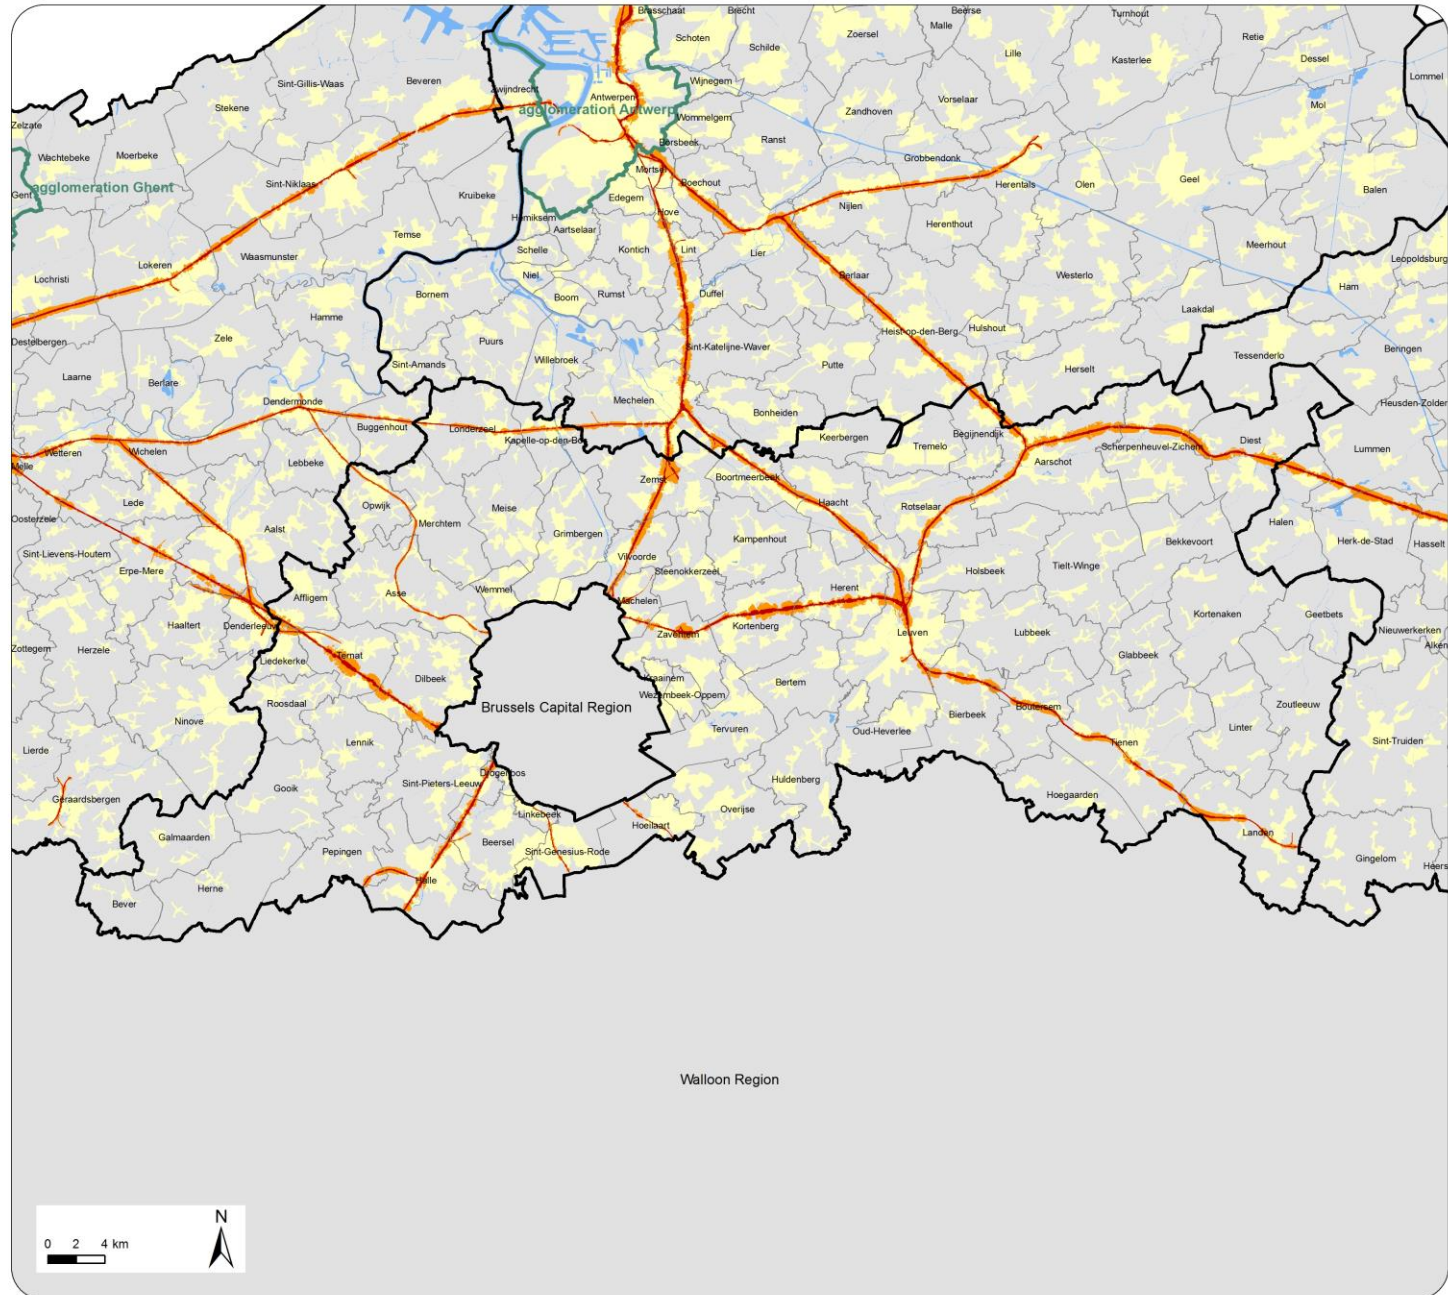 Brasschaat
Brecht
Beerse
Turnhout
Malle
Schoten
Schilde
Zoersel
Lille
Kasterlee
Retie
Dessel
Lommel
Sint-Gillis-Waas
Beveren
Zwijndrecht
Wijnegem
Antwerpen
agglomeration Antwerp
Stekene
Zandhoven
Vorselaar
Mol
Zelzate
Wommelgem
Ranst
Borsbeek
Wachtebeke
Moerbeke
Grobbendonk
Mortsel
Gent
agglomeration Ghent
Sint-Niklaas
Kruibeke
Boechout
Herentals
Olen
Geel
Balen
Edegem
Nijlen
Hove
Hemiksem
Aartselaar
Herenthout
Temse
Schelle
Kontich
Lint
Lier
Meerhout
Waasmunster
Leopoldsburg
Lokeren
Niel
Berlaar
Westerlo
Lochristi
Bornem
Boom
Rumst
Duffel
Ham
Hamme
Laakdal
Destelbergen
Zele
Puurs
Heist-op-den-Berg
Hulshout
Sint-Katelijne-Waver
Willebroek
Sint-Amands
Putte
Herselt
Tessenderlo
Beringen
Laarne
Berlare
Dendermonde
Mechelen
Bonheiden
Heusden-Zolder
Buggenhout
Londerzeel
Kapelle-op-den-Bos
Keerbergen
Begijnendijk
Tremelo
Scherpenheuvel-Zichem
Diest
Wetteren
Wichelen
Lummen
Melle
Lebbeke
Aarschot
Zemst
Boortmeerbeek
Lede
Opwijk
Meise
Haacht
Rotselaar
Oosterzele
Merchtem
Halen
Aalst
Grimbergen
Kampenhout
Bekkevoort
Herk-de-Stad
Hasselt
Sint-Lievens-Houtem
Vilvoorde
Erpe-Mere
Steenokkerzeel
Holsbeek
Tielt-Winge
Affligem
Asse
Wemmel
Machelen
Herent
Kortenaken
Geetbets
Haaltert
Denderleeuw
Zaventem
Kortenberg
Leuven
Lubbeek
Nieuwerkerken
Alken
Zottegem
Herzele
Liedekerke
Ternat
Glabbeek
Dilbeek
Kraainem
Bertem
Wezembeek-Oppem
Roosdaal
Brussels Capital Region
Boutersem
Bierbeek
Zoutleeuw
Ninove
Tervuren
Oud-Heverlee
Linter
Lierde
Lennik
Tienen
Sint-Truiden
Drogenbos
Sint-Pieters-Leeuw
Huldenberg
Gooik
Hoegaarden
Geraardsbergen
Overijse
Linkebeek
Hoeilaart
Landen
Galmaarden
Beersel
Pepingen
Sint-Genesius-Rode
Gingelom
Heers
Halle
Herne
Bever
Walloon Region
N
0 2 4 km